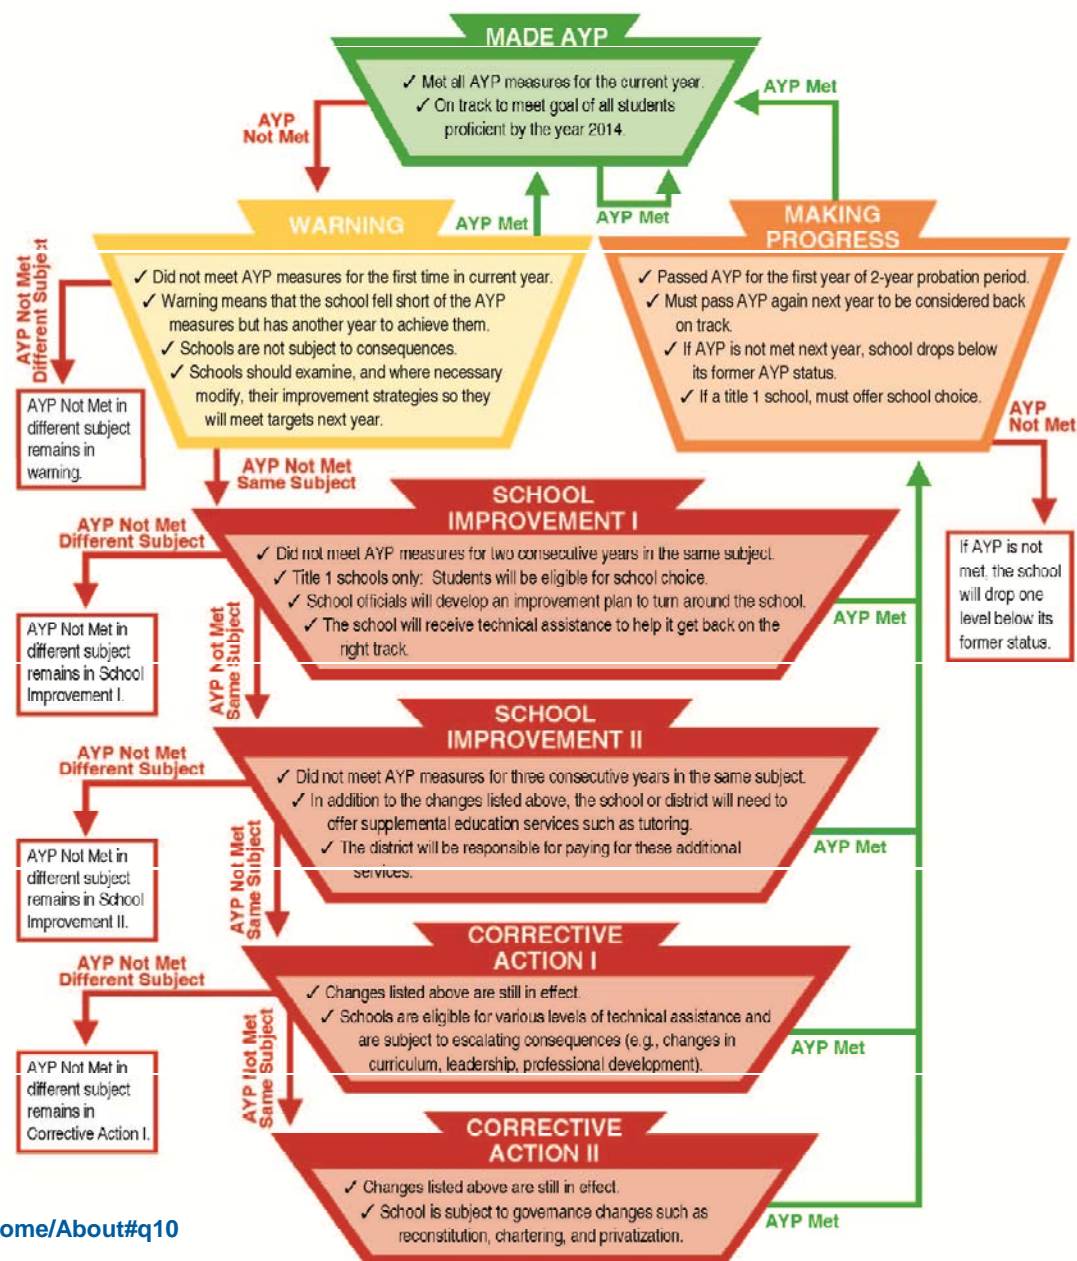 MADE AYP
✓ Met all AYP measures for the current year.
✓ On track to meet goal of all students
proficient by the year 2014.
AYP
Not Met
AYP Met
AYP Met
AYP Met
WARNING
✓ Did not meet AYP measures for the first time in current year.
✓ Warning means that the school fell short of the AYP
measures but has another year to achieve them.
✓ Schools are not subject to consequences.
✓ Schools should examine, and where necessary
modify, their improvement strategies so they
will meet targets next year.
MAKING
PROGRESS
✓ Passed AYP for the first year of 2-year probation period.
✓ Must pass AYP again next year to be considered back
on track.
✓ If AYP is not met next year, school drops below
its former AYP status.
✓ If a title 1 school, must offer school choice.
AYP Not Met
Different Subject
AYP Not Met in
different subject
remains in
warning.
AYP
Not Met
If AYP is not
met, the school
will drop one
level below its
former status.
AYP Not Met
Same Subject
SCHOOL
IMPROVEMENT I
✓ Did not meet AYP measures for two consecutive years in the same subject.
✓ Title 1 schools only: Students will be eligible for school choice.
✓ School officials will develop an improvement plan to turn around the school.
✓ The school will receive technical assistance to help it get back on the
right track.
AYP Not Met
Different Subject
AYP Not Met in
different subject
remains in School
Improvement I.
AYP Met
AYP Not Met
Same Subject
SCHOOL
IMPROVEMENT II
✓ Did not meet AYP measures for three consecutive years in the same subject.
✓ In addition to the changes listed above, the school or district will need to
offer supplemental education services such as tutoring.
✓ The district will be responsible for paying for these additional
services.
AYP Not Met
Different Subject
AYP Not Met in
different subject
remains in School
Improvement II.
AYP Met
AYP Not Met
Same Subject
CORRECTIVE
ACTION I
✓ Changes listed above are still in effect.
✓ Schools are eligible for various levels of technical assistance and
are subject to escalating consequences (e.g., changes in
curriculum, leadership, professional development).
AYP Not Met
Different Subject
AYP Not Met in
different subject
remains in
Corrective Action I.
AYP Met
AYP Not Met
Same Subject
CORRECTIVE
ACTION II
✓ Changes listed above are still in effect.
✓ School is subject to governance changes such as
reconstitution, chartering, and privatization.
AYP Met
ome/About#q10